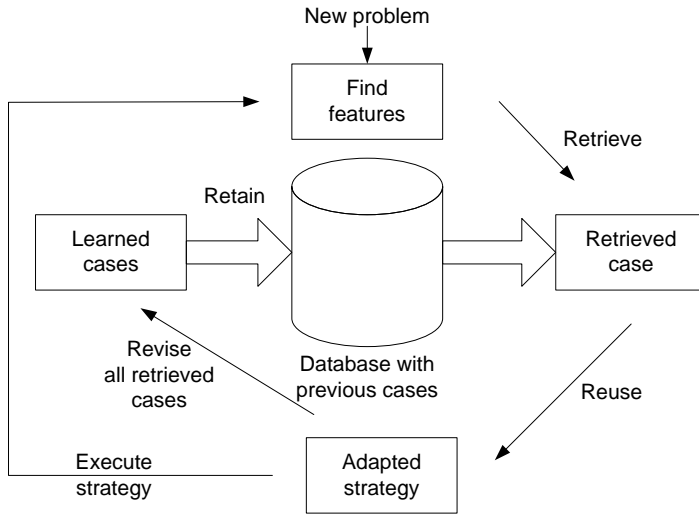 New problem
Find
features
Retrieve
Retain
Learned
cases
Retrieved
case
Database with
previous cases
Revise
all retrieved
cases
Reuse
Execute
strategy
Adapted
strategy